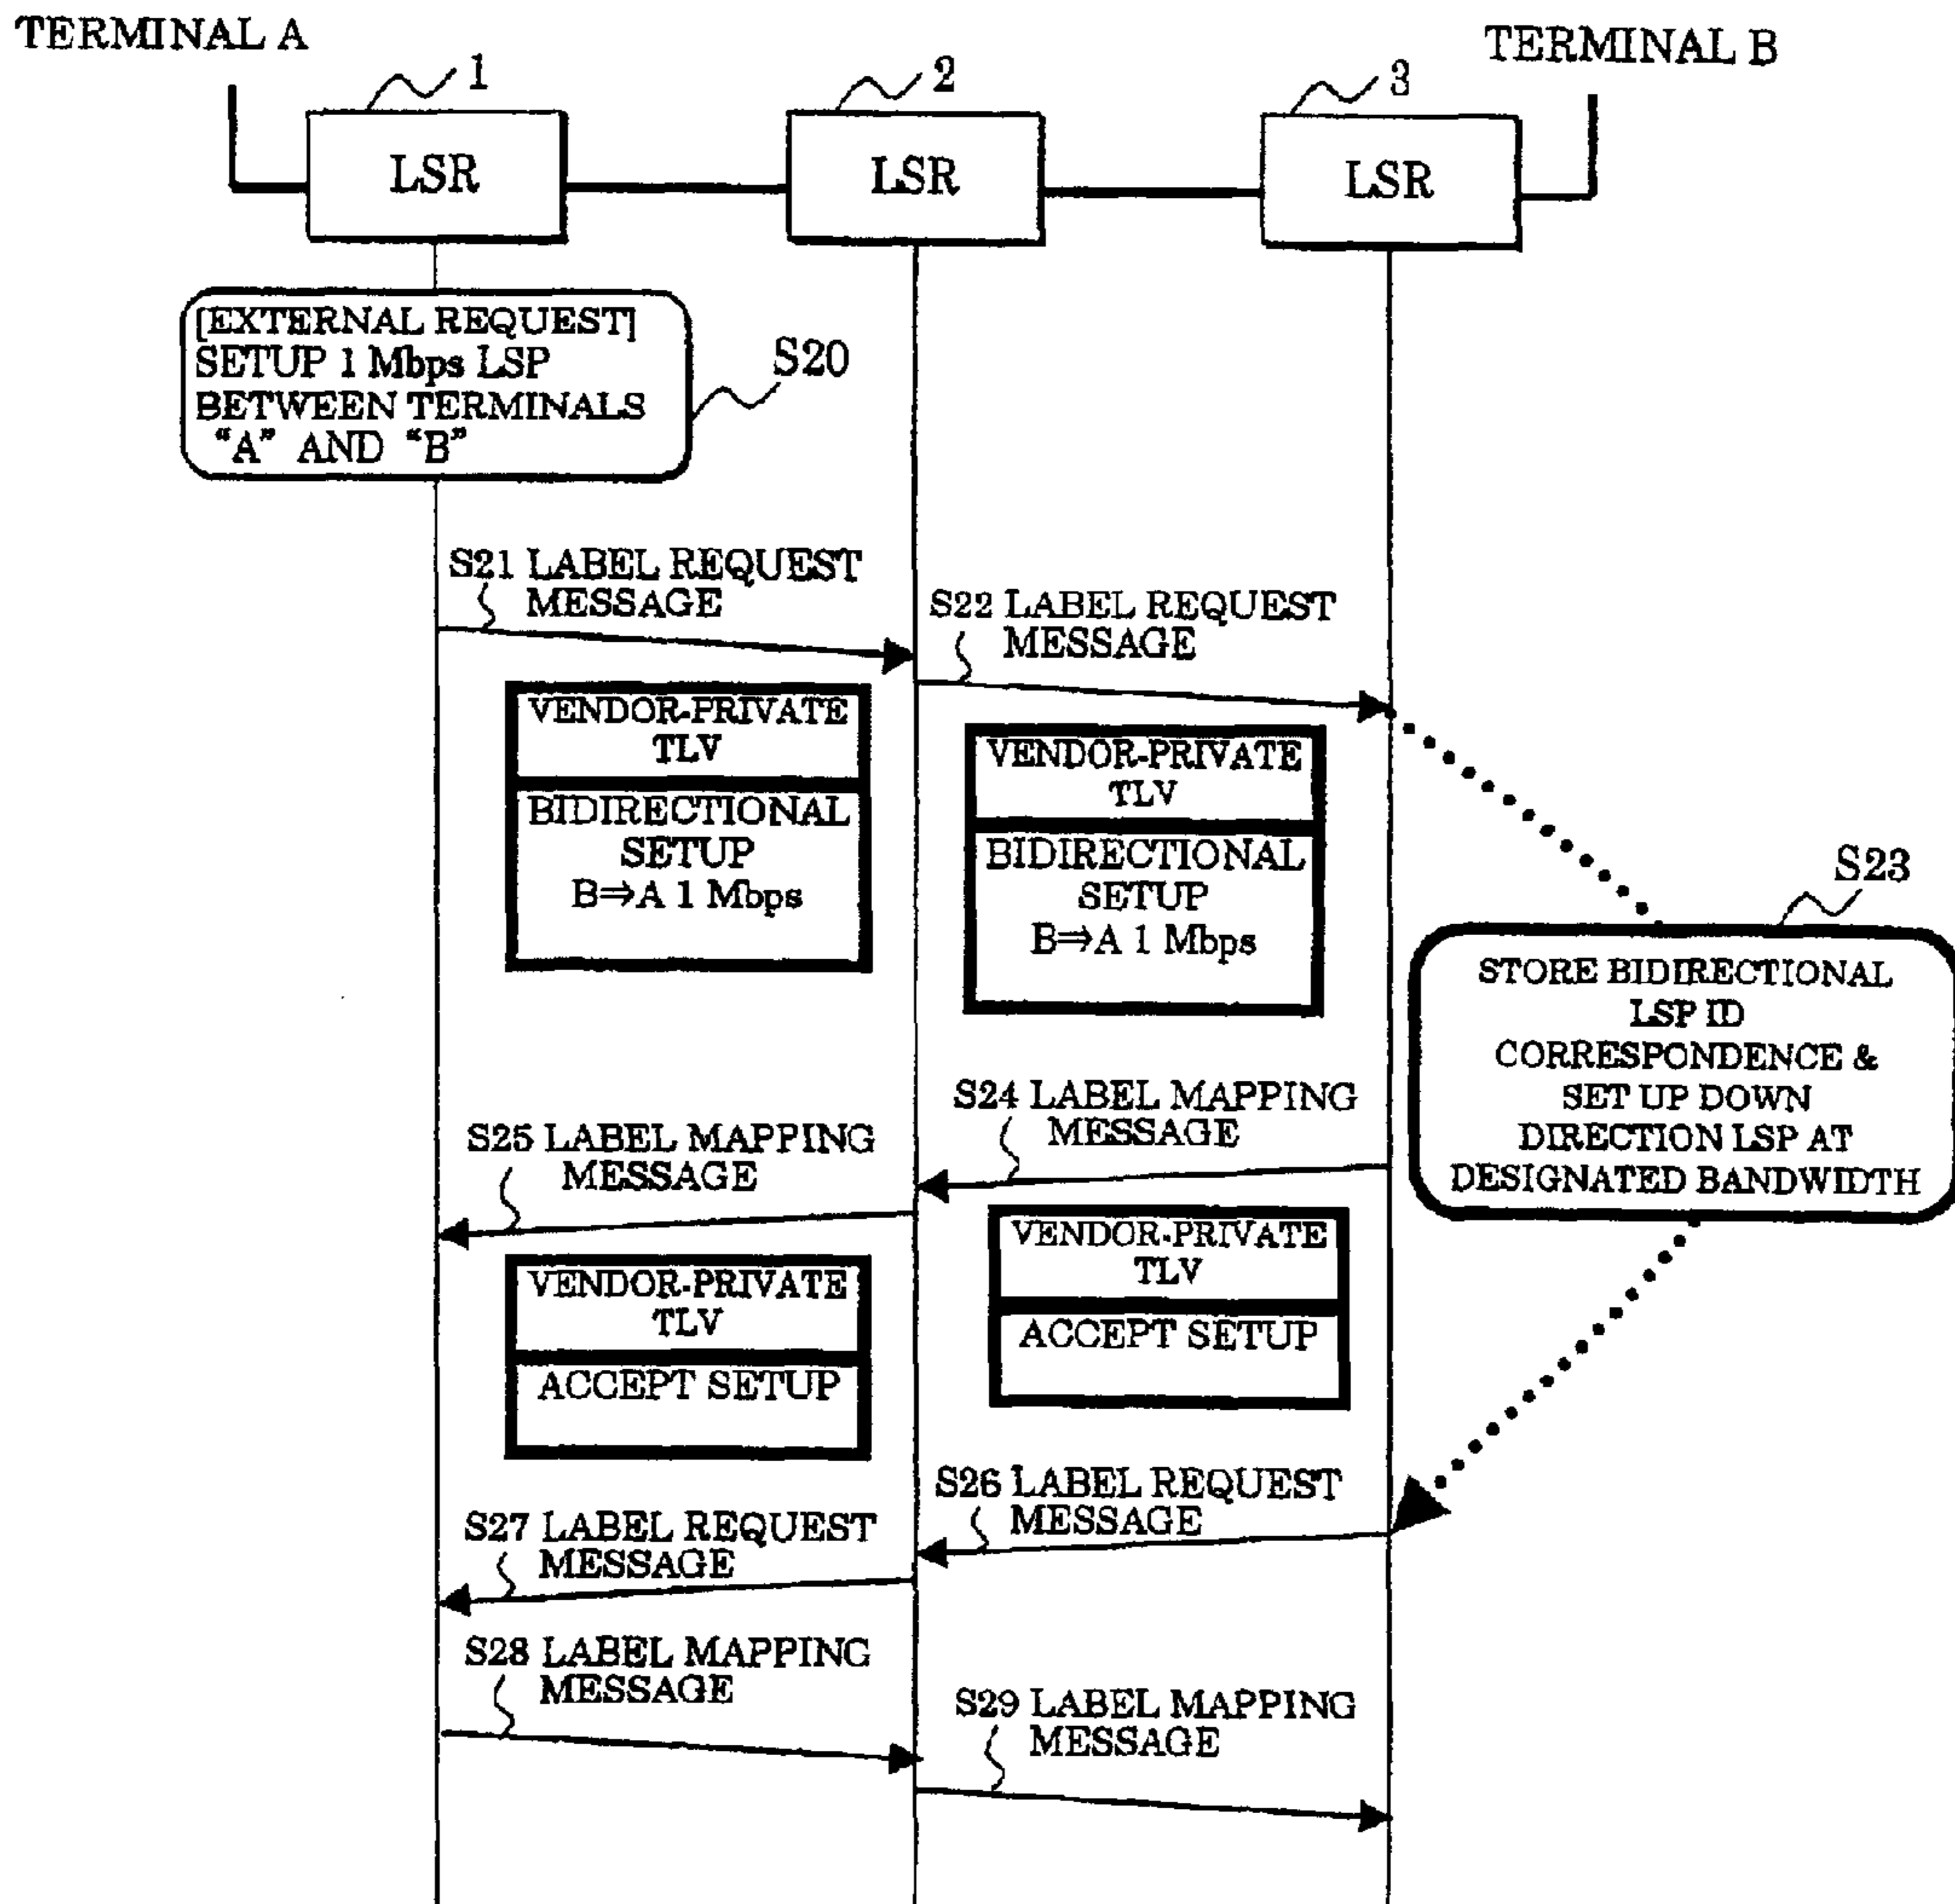 TERMINAL A
TERMINAL B
1
2
3
LSR
LSR
LSR
[EXTERNAL REQUEST]
SETUP 1 Mbps LSP
BETWEEN TERMINALS
"A" AND "B"
S20
S21 LABEL REQUEST
MESSAGE
S22 LABEL REQUEST
MESSAGE
VENDOR-PRIVATE
TLV
BIDIRECTIONAL
SETUP
B⇒A 1 Mbps
VENDOR-PRIVATE
TLV
BIDIRECTIONAL
SETUP
B⇒A 1 Mbps
S23
STORE BIDIRECTIONAL
LSP ID
CORRESPONDENCE &
SET UP DOWN
DIRECTION LSP AT
DESIGNATED BANDWIDTH
S24 LABEL MAPPING
MESSAGE
S25 LABEL MAPPING
MESSAGE
VENDOR-PRIVATE
TLV
ACCEPT SETUP
VENDOR-PRIVATE
TLV
ACCEPT SETUP
S26 LABEL REQUEST
MESSAGE
S27 LABEL REQUEST
MESSAGE
S28 LABEL MAPPING
MESSAGE
S29 LABEL MAPPING
MESSAGE